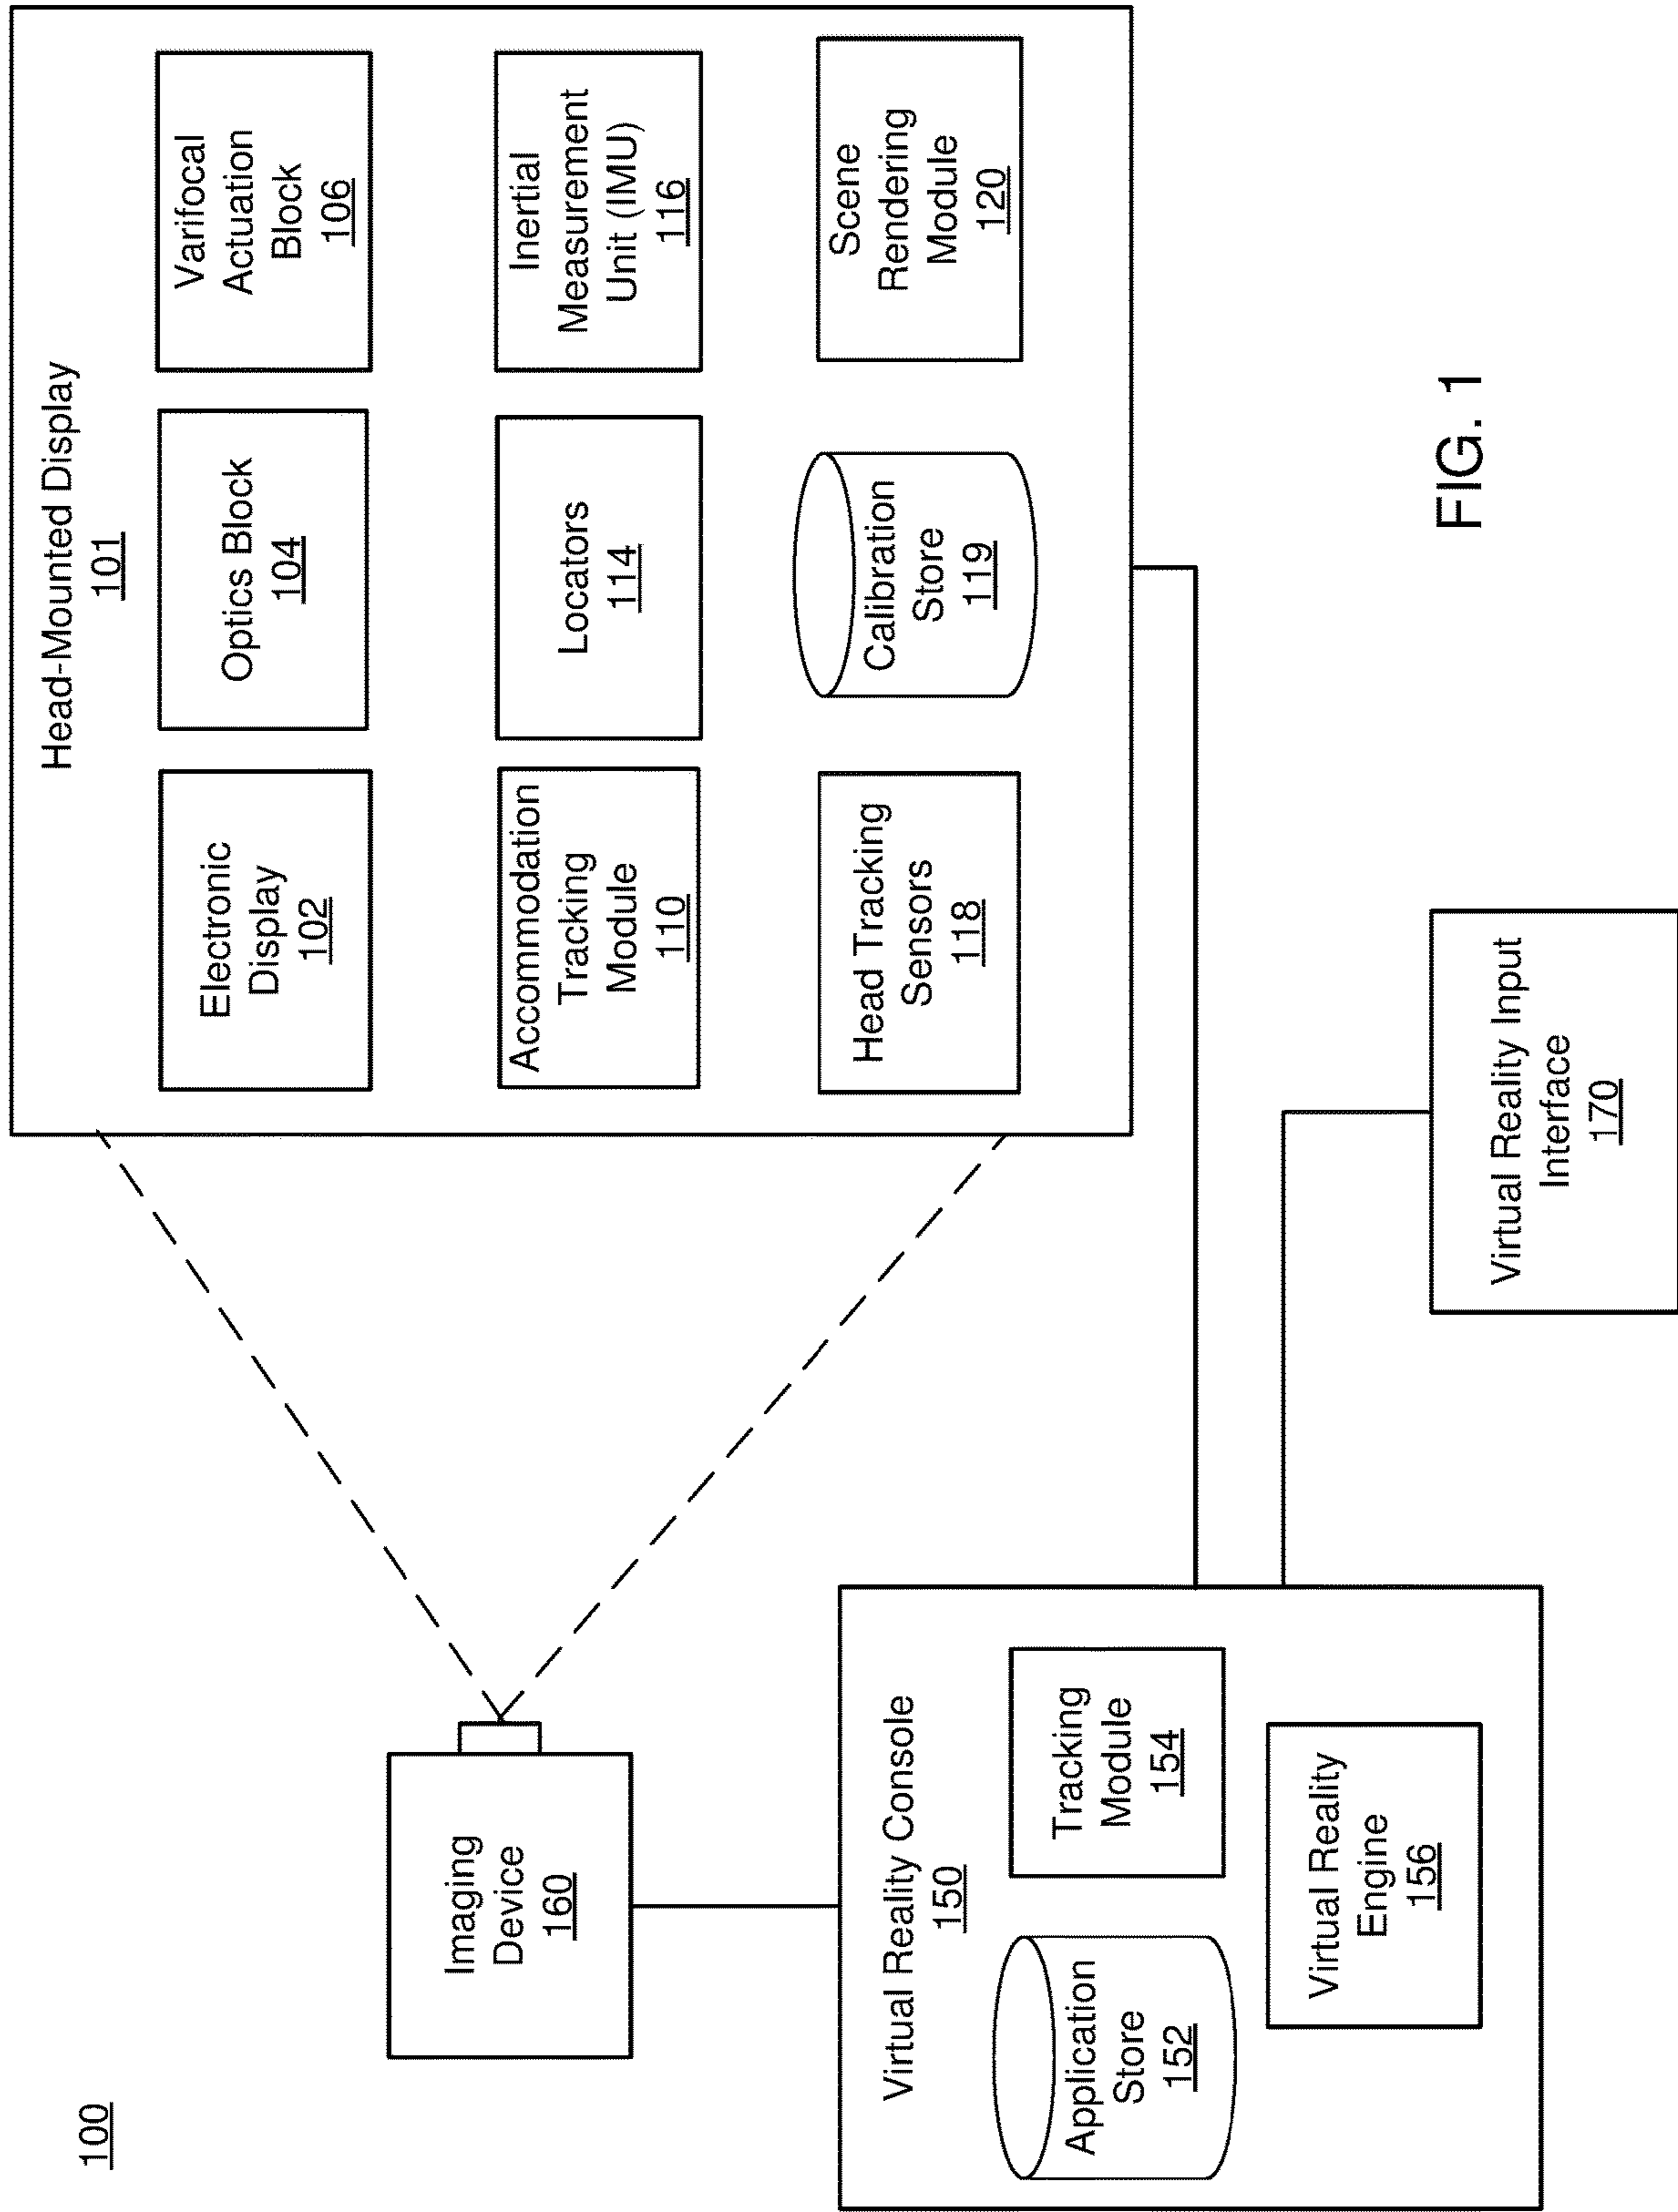 100
Imaging
Device
160
Head-Mounted Display
101
Electronic
Display
102
Optics Block
104
Varifocal
Actuation
Block
106
Accommodation
Tracking
Module
110
Locators
114
Inertial
Measurement
Unit (IMU)
116
Head Tracking
Sensors
118
Calibration
Store
119
Scene
Rendering
Module
120
Virtual Reality Console
150
Application
Store
152
Tracking
Module
154
Virtual Reality
Engine
156
Virtual Reality Input
Interface
170
FIG. 1